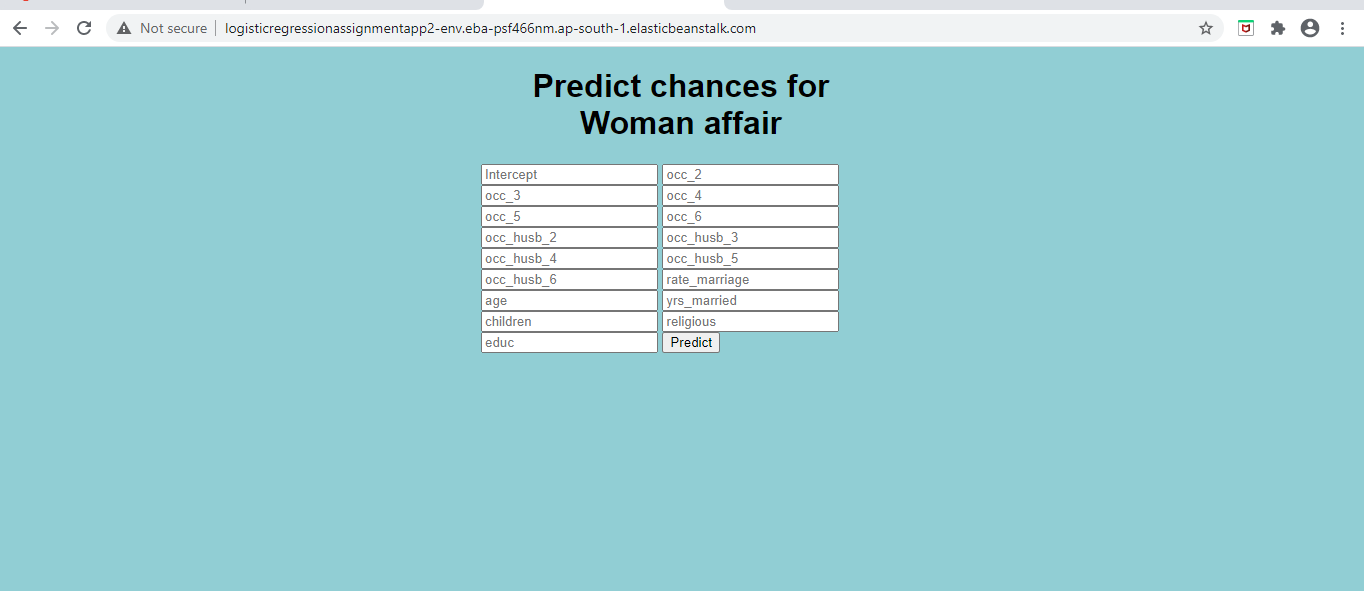 Not secure logisticregressionassignmentapp2-env.eba-psf466nm.ap-south-1.elasticbeanstalk.com
Predict chances for
Woman affair
Intercept occ_2
occ_3 occ_4
occ_5 occ_6
occ_husb_2 occ_husb_3
occ_husb_4 occ_husb_5
occ_husb_6 rate_marriage
age yrs_married
children religious
educ Predict